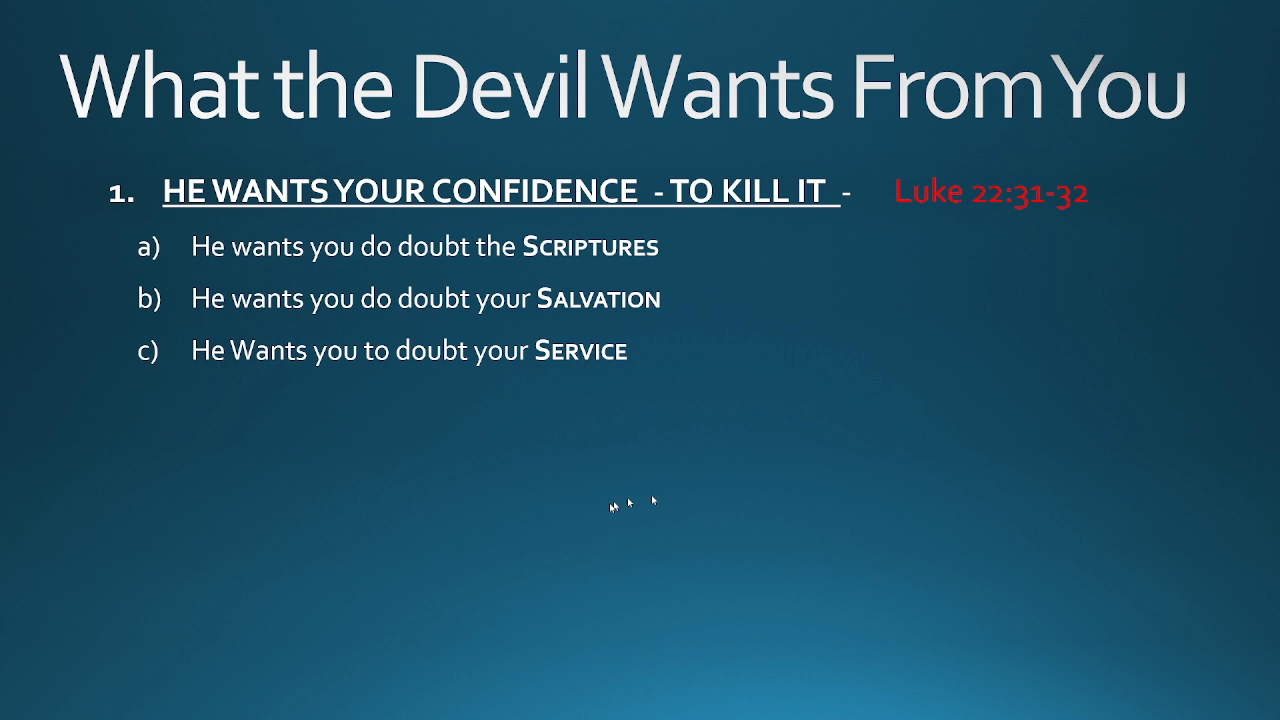 What the Devil Wants From You
1. HE WANTS YOUR CONFIDENCE - TO KILL IT - Luke 22:31-32
a) He wants you do doubt the SCRIPTURES
b) He wants you do doubt your SALVATION
c) He Wants you to doubt your SERVICE